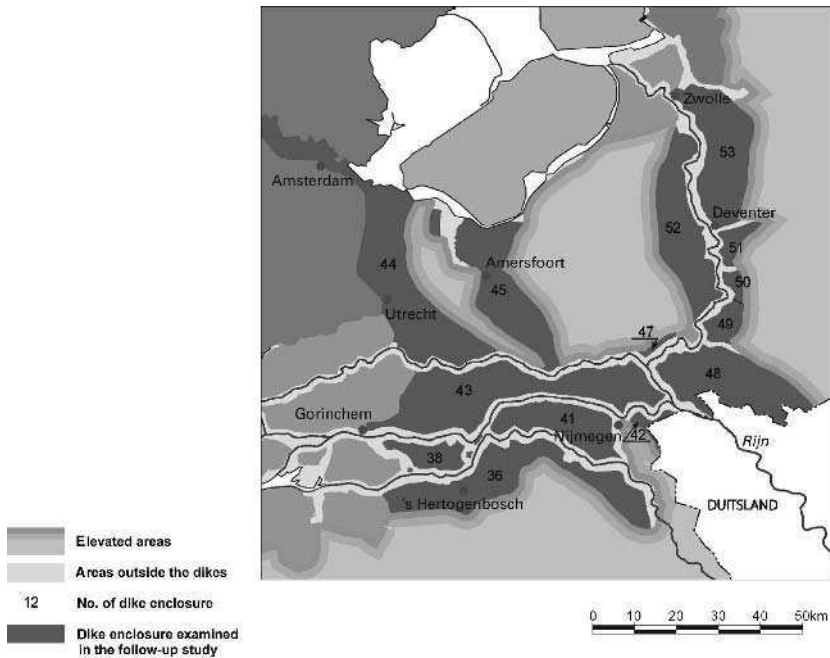 Zwolle
53
Amsterdam
Deventer
52
51
44
Amersfoort
50
45
Utrecht
47
49
48
43
Gorinchem
41
Nijmegen
42
Rijn
38
36
's Hertogenbosch
DUITSLAND
Elevated areas
Areas outside the dikes
12 No. of dike enclosure
Dike enclosure examined
in the follow-up study
0 10 20 30 40 50km